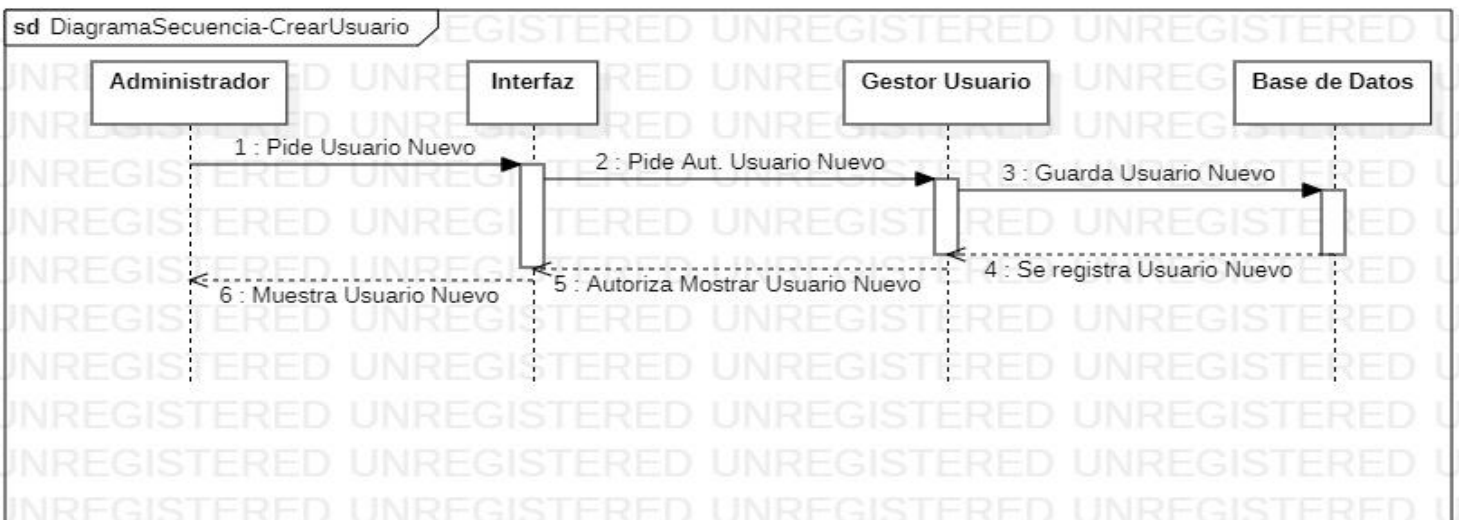 sd DiagramaSecuencia-CrearUsuario
Administrador
Interfaz
Gestor Usuario
Base de Datos
1 : Pide Usuario Nuevo
2 : Pide Aut. Usuario Nuevo
3 : Guarda Usuario Nuevo
4 : Se registra Usuario Nuevo
5 : Autoriza Mostrar Usuario Nuevo
6 : Muestra Usuario Nuevo
UNREGISTERED